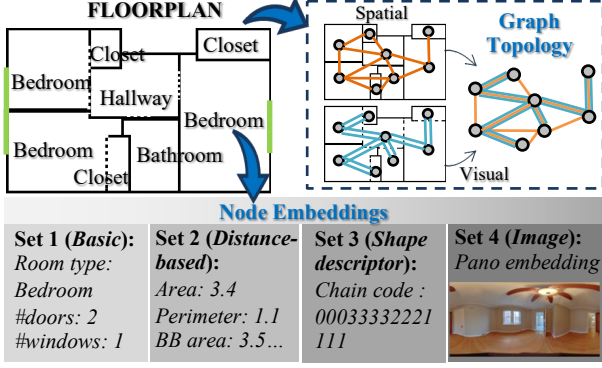 FLOORPLAN
Closet
Closet
Bedroom
Hallway
Bedroom
Bedroom
Bathroom
Closet
Spatial
Graph
Topology
Visual
Node Embeddings
Set 1 (Basic):
Room type:
Bedroom
#doors: 2
#windows: 1
Set 2 (Distance-
based):
Area: 3.4
Perimeter: 1.1
BB area: 3.5…
Set 3 (Shape
descriptor):
Chain code :
00033332221
111
Set 4 (Image):
Pano embedding